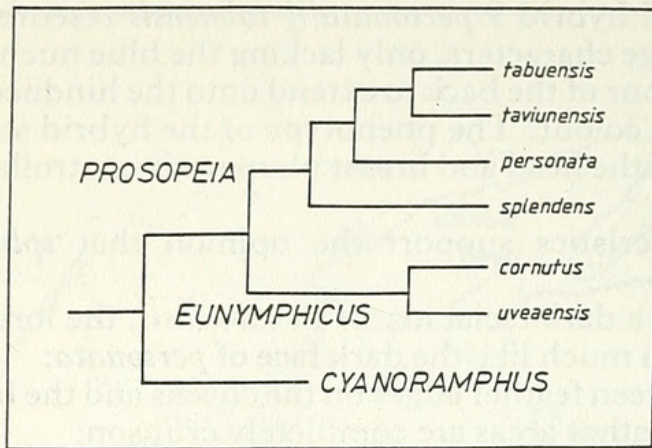 tabuensis
taviunensis
personata
PROSOPEIA
splendens
cornutus
EUNYMPHICUS
uveaensis
CYANORAMPHUS